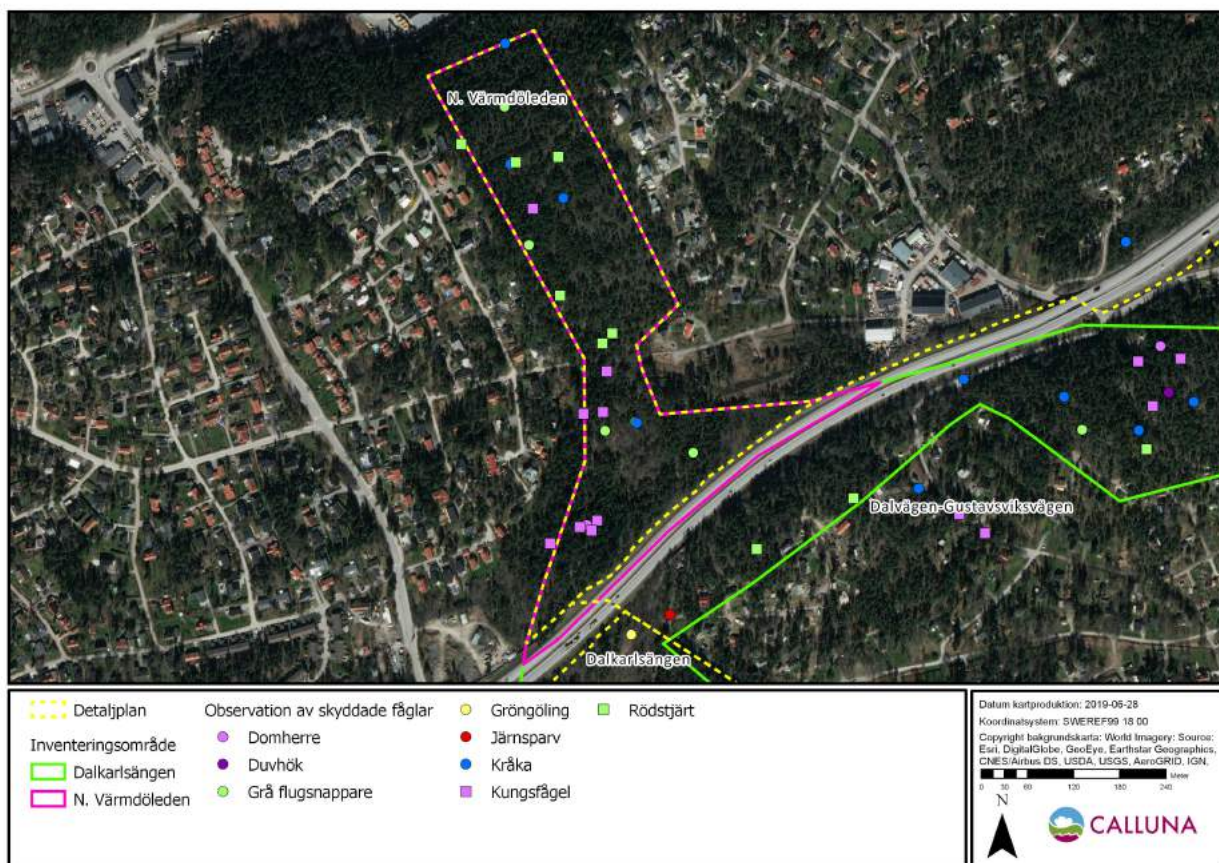 N. Värmdöleden
Dalvägen-Gustavsviksvägen
Dalkarlsängen
Detaljplan
Inventeringsområde
Dalkarlsängen
N. Värmdöleden
Observation av skyddade fåglar
Domherre
Duvhök
Grå flugsnappare
Gröngöling
Järnsparv
Kråka
Kungsfågel
Rödstjärt
Datum kartproduktion: 2019-06-28
Koordinatsystem: SWEREF99 18 00
Copyright bakgrundskarta: World Imagery: Source:
Esri, DigitalGlobe, GeoEye, Earthstar Geographics,
CNES/Airbus DS, USDA, USGS, AeroGRID, IGN,
Meter
0 30 60 120 180 240
N
CALLUNA